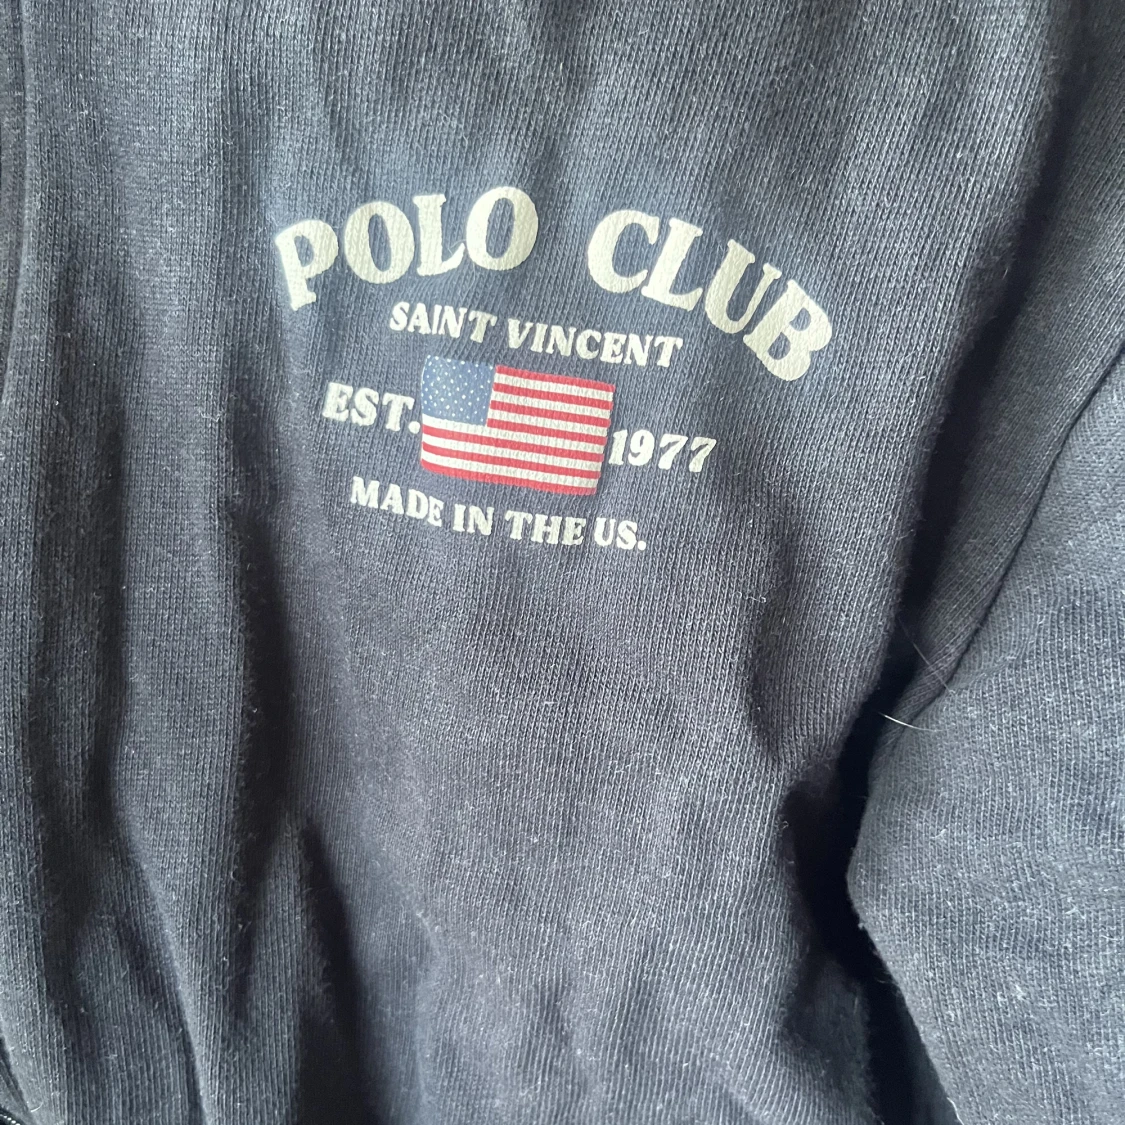 POLO CLUB
SAINT VINCENT
EST. 1977
MADE IN THE US.